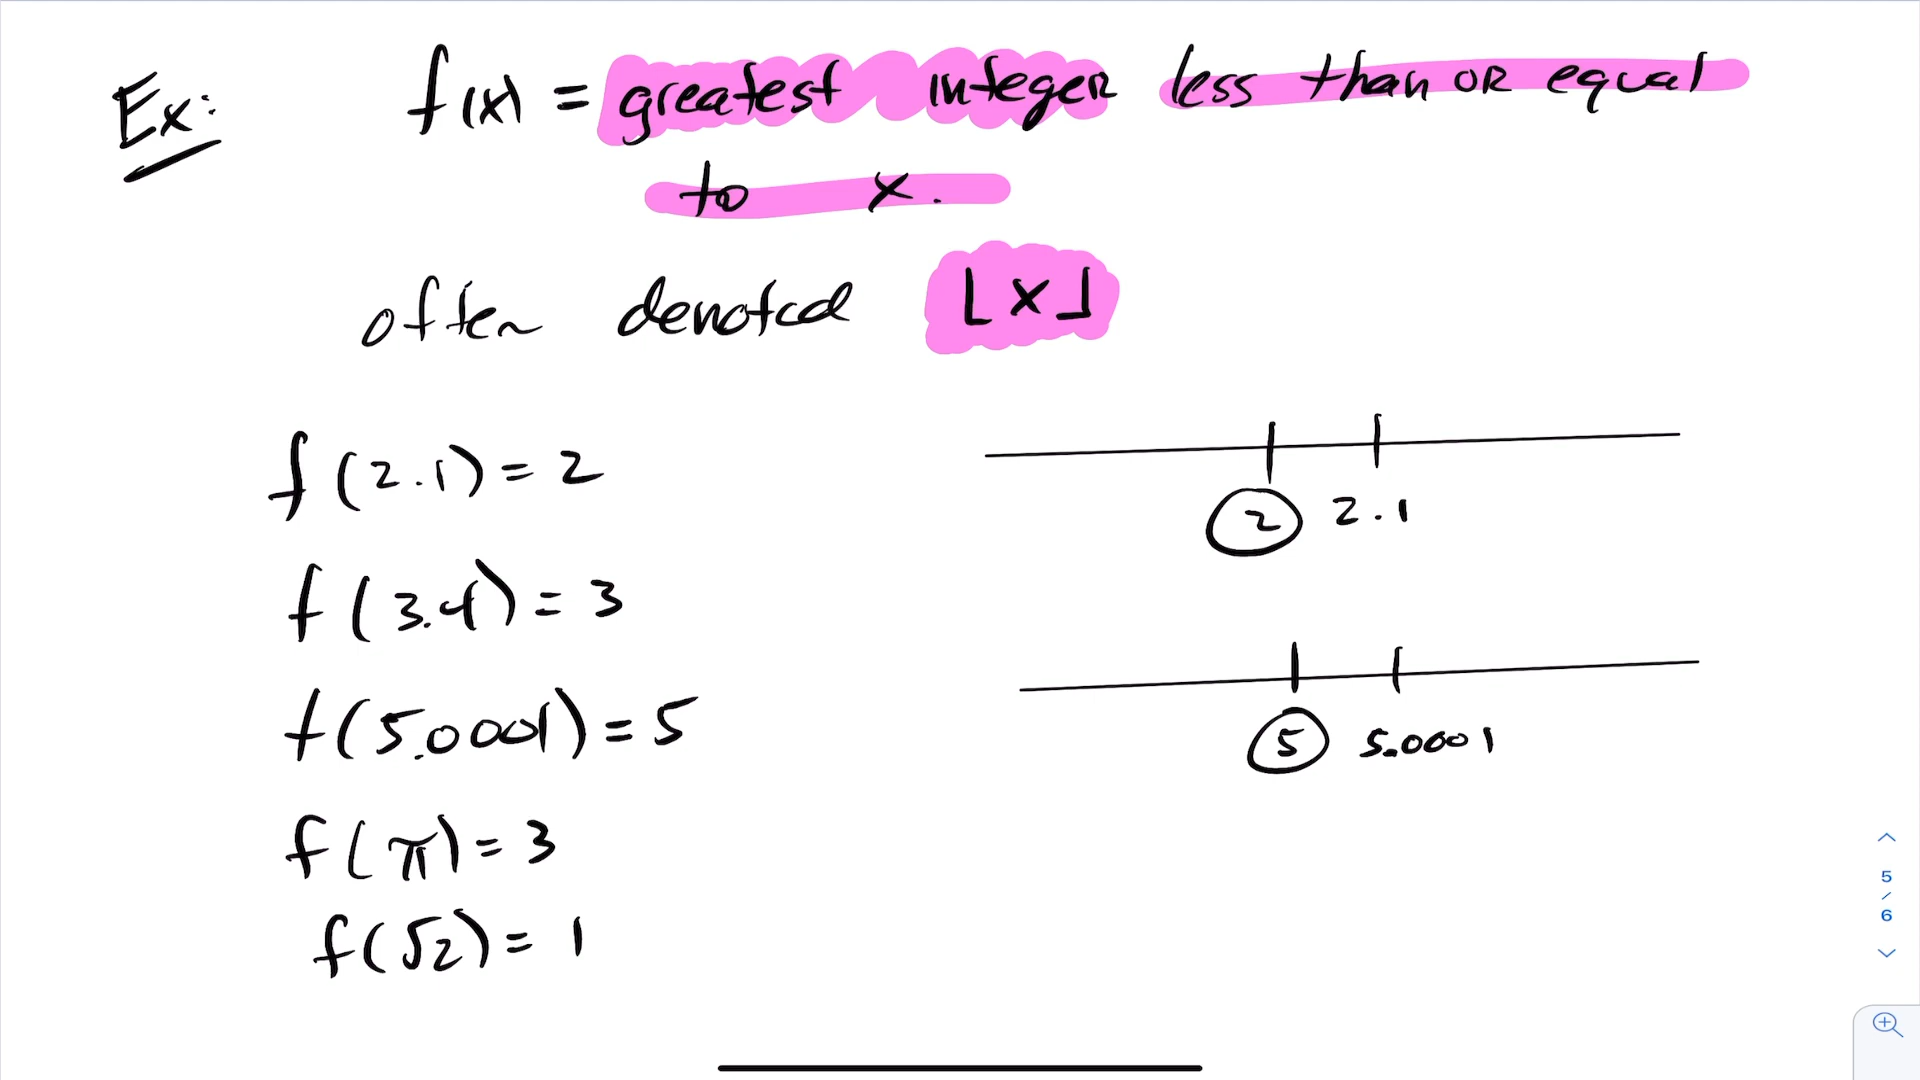 Ex: f(x) = greatest integer less than OR equal
to x.
often denoted ⌊x⌋
f(2.1) = 2
2 2.1
f(3.9) = 3
f(5.0001) = 5
5 5.0001
f(π) = 3
f(√2) = 1
5
/
6